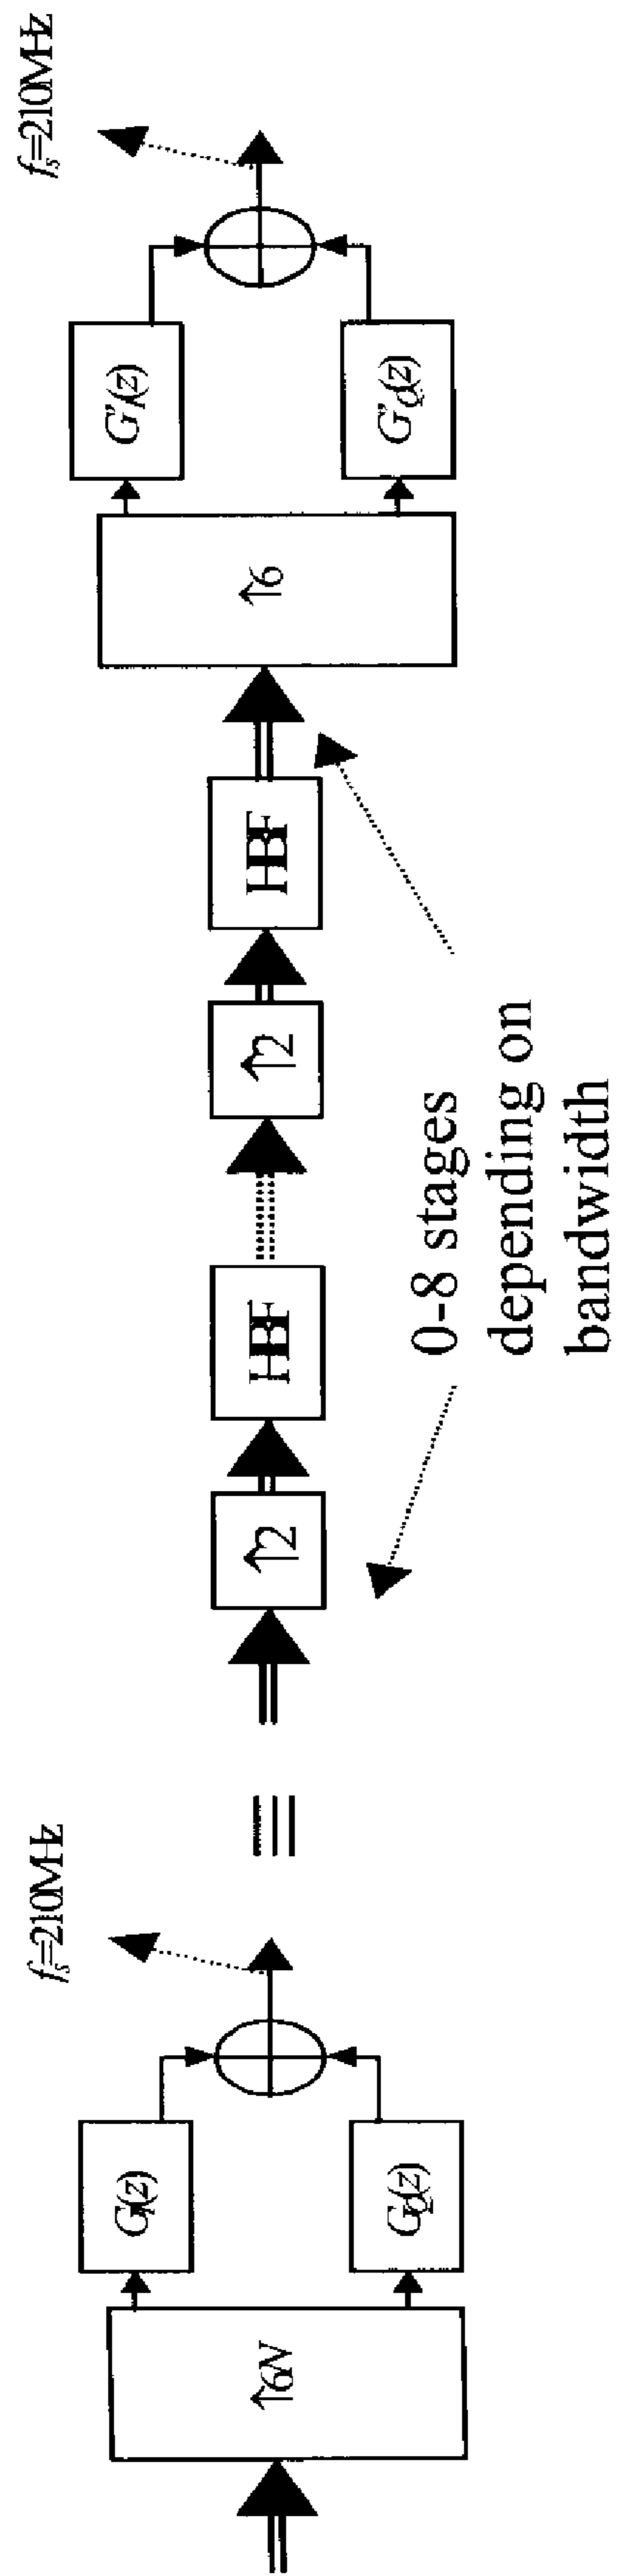 ↑6N
G_I(z)
G_Q(z)
f_s=210MHz
≡
↑2
HBF
↑2
HBF
0-8 stages
depending on
bandwidth
↑6
G'_I(z)
G'_Q(z)
f_s=210MHz